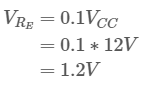 V_{R_E} = 0.1V_{CC}
= 0.1 * 12V
= 1.2V